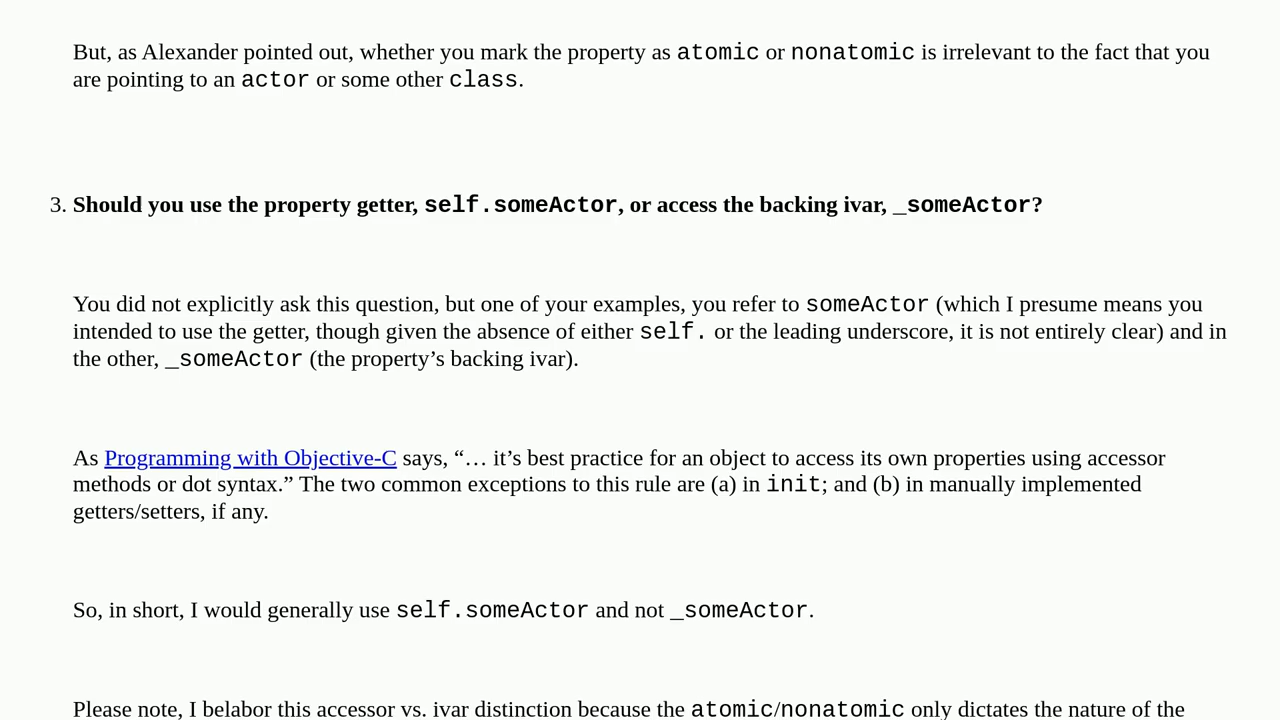 But, as Alexander pointed out, whether you mark the property as atomic or nonatomic is irrelevant to the fact that you
are pointing to an actor or some other class.
3. Should you use the property getter, self.someActor, or access the backing ivar, _someActor?
You did not explicitly ask this question, but one of your examples, you refer to someActor (which I presume means you
intended to use the getter, though given the absence of either self. or the leading underscore, it is not entirely clear) and in
the other, _someActor (the property’s backing ivar).
As Programming with Objective-C says, “… it’s best practice for an object to access its own properties using accessor
methods or dot syntax.” The two common exceptions to this rule are (a) in init; and (b) in manually implemented
getters/setters, if any.
So, in short, I would generally use self.someActor and not _someActor.
Please note, I belabor this accessor vs. ivar distinction because the atomic/nonatomic only dictates the nature of the